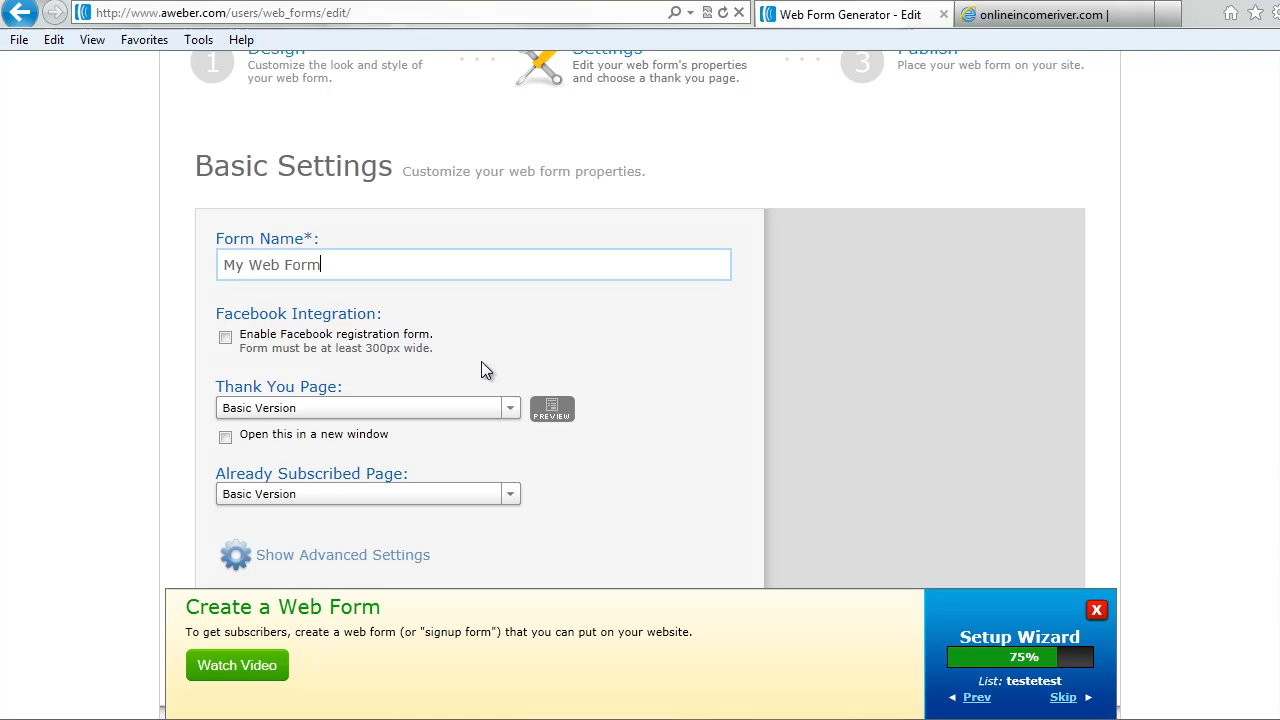 http://www.aweber.com/users/web_forms/edit/
Web Form Generator - Edit
onlineincomeriver.com |
File Edit View Favorites Tools Help
1
Design
Customize the look and style of
your web form.
Settings
Edit your web form's properties
and choose a thank you page.
3
Publish
Place your web form on your site.
Basic Settings Customize your web form properties.
Form Name*:
My Web Form
Facebook Integration:
Enable Facebook registration form.
Form must be at least 300px wide.
Thank You Page:
Basic Version
PREVIEW
Open this in a new window
Already Subscribed Page:
Basic Version
Show Advanced Settings
Create a Web Form
To get subscribers, create a web form (or "signup form") that you can put on your website.
Watch Video
X
Setup Wizard
75%
List: testetest
◄ Prev Skip ►